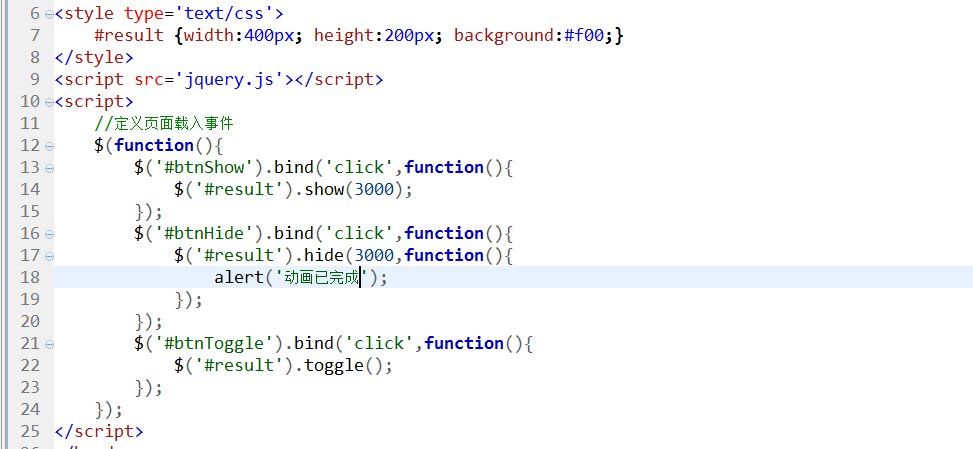 6 <style type='text/css'>
7     #result {width:400px; height:200px; background:#f00;}
8 </style>
9 <script src='jquery.js'></script>
10 <script>
11     //定义页面载入事件
12     $(function(){
13         $('#btnShow').bind('click',function(){
14             $('#result').show(3000);
15         });
16         $('#btnHide').bind('click',function(){
17             $('#result').hide(3000,function(){
18                 alert('动画已完成');
19             });
20         });
21         $('#btnToggle').bind('click',function(){
22             $('#result').toggle();
23         });
24     });
25 </script>